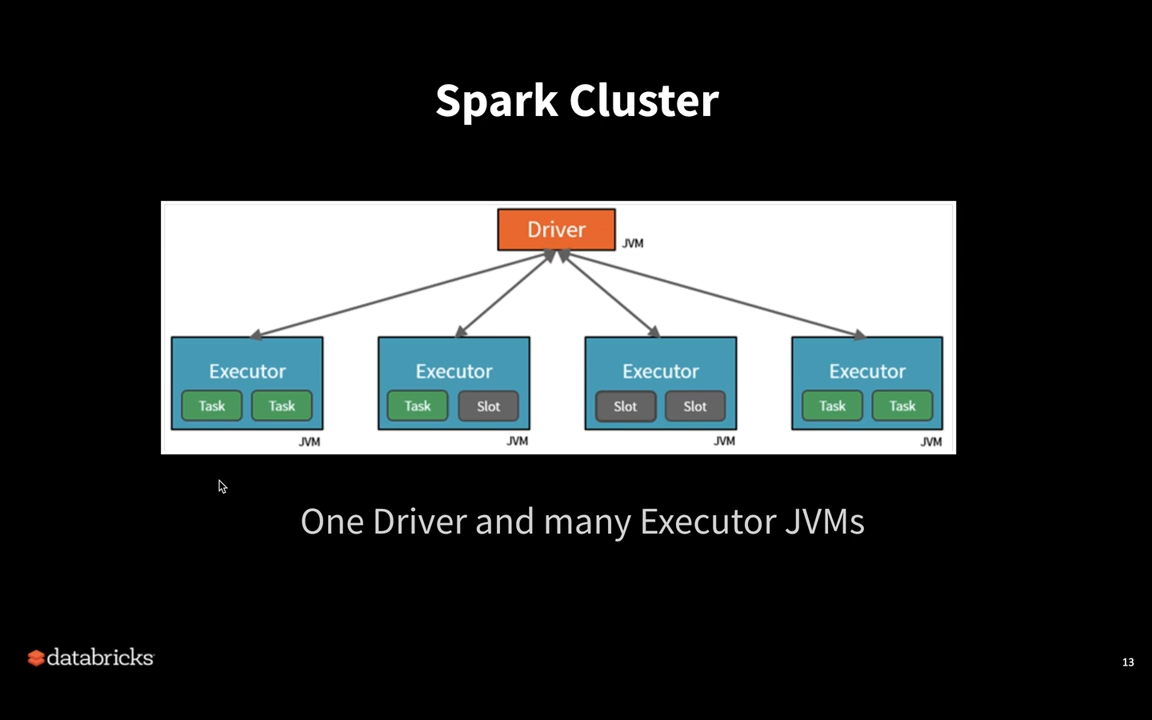 Spark Cluster
Driver
JVM
Executor Executor Executor Executor
Task Task Task Slot Slot Slot Task Task
JVM JVM JVM JVM
One Driver and many Executor JVMs
databricks
13